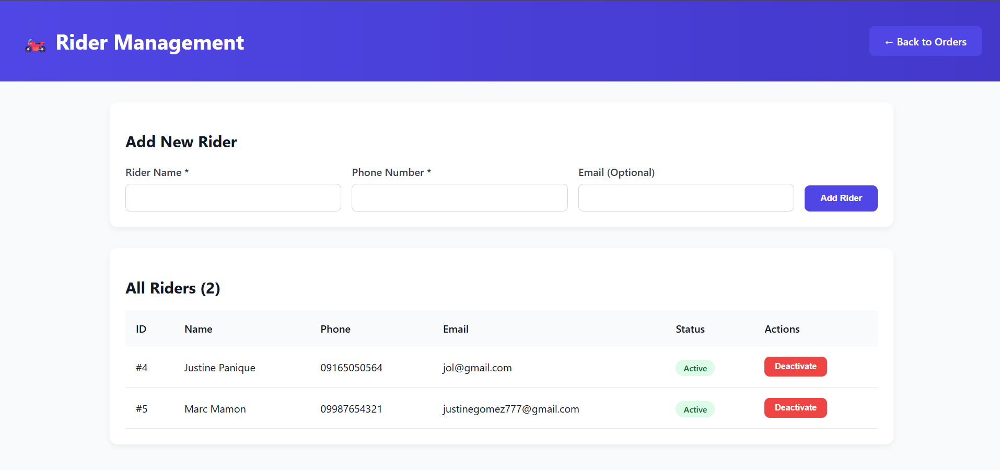 Rider Management
← Back to Orders
Add New Rider
Rider Name * Phone Number * Email (Optional)
Add Rider
All Riders (2)
ID Name Phone Email Status Actions
#4 Justine Panique 09165050564 jol@gmail.com Active Deactivate
#5 Marc Mamon 09987654321 justinegomez777@gmail.com Active Deactivate